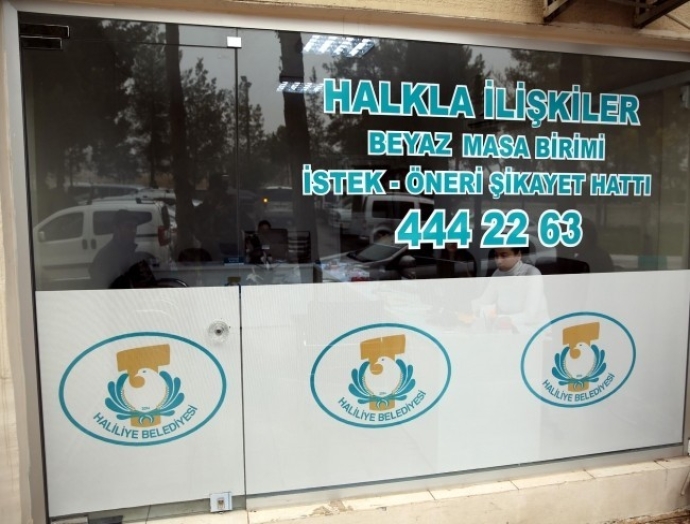 HALKLA İLİŞKİLER
BEYAZ MASA BİRİMİ
İSTEK - ÖNERİ ŞİKAYET HATTI
444 22 63
HALİLİYE BELEDİYESİ
HALİLİYE BELEDİYESİ
HALİLİYE BELEDİYESİ